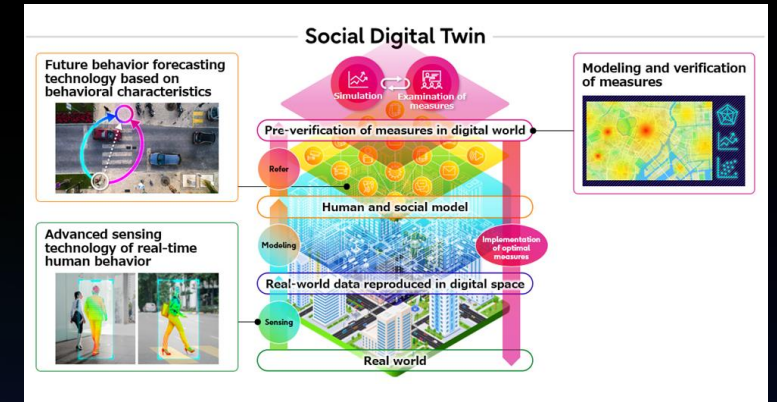 Social Digital Twin
Future behavior forecasting
technology based on
behavioral characteristics
Simulation
Examination of
measures
Modeling and verification
of measures
Pre-verification of measures in digital world
Refer
Human and social model
Advanced sensing
technology of real-time
human behavior
Modeling
Implementation
of optimal
measures
Real-world data reproduced in digital space
Sensing
Real world